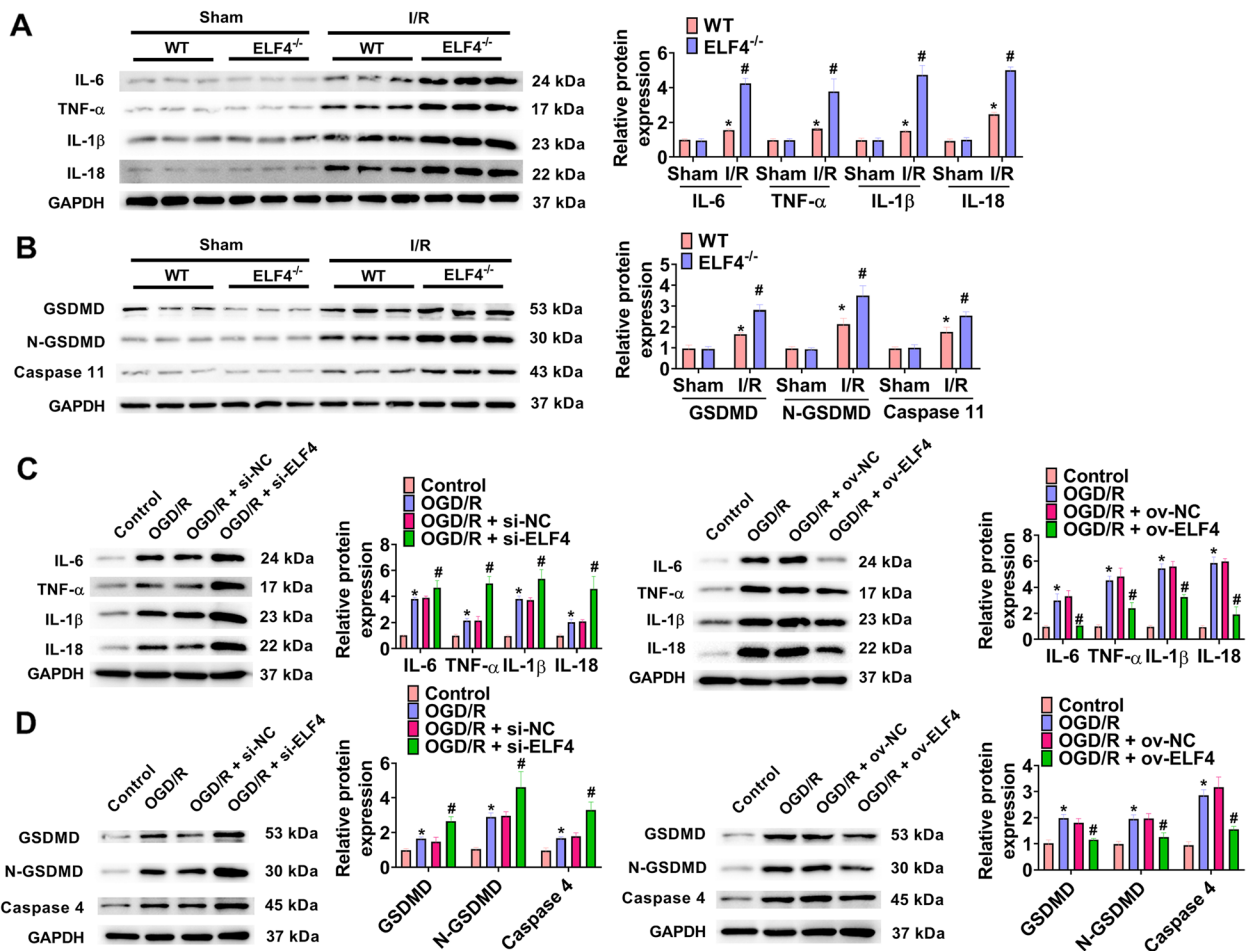 A
Sham
I/R
WT
ELF4-/-
WT
ELF4-/-
IL-6
24 kDa
TNF-α
17 kDa
IL-1β
23 kDa
IL-18
22 kDa
GAPDH
37 kDa
WT
ELF4-/-
Relative protein
expression
6
4
2
0
* # * # * # * #
Sham I/R Sham I/R Sham I/R Sham I/R
IL-6 TNF-α IL-1β IL-18
B
Sham
I/R
WT
ELF4-/-
WT
ELF4-/-
GSDMD
53 kDa
N-GSDMD
30 kDa
Caspase 11
43 kDa
GAPDH
37 kDa
WT
ELF4-/-
Relative protein
expression
5
4
3
2
1
0
* # * # * #
Sham I/R Sham I/R Sham I/R
GSDMD N-GSDMD Caspase 11
C
Control
OGD/R
OGD/R + si-NC
OGD/R + si-ELF4
IL-6
24 kDa
TNF-α
17 kDa
IL-1β
23 kDa
IL-18
22 kDa
GAPDH
37 kDa
Control
OGD/R
OGD/R + si-NC
OGD/R + si-ELF4
Relative protein
expression
8
6
4
2
0
* # * # * # * #
IL-6 TNF-α IL-1β IL-18
Control
OGD/R
OGD/R + ov-NC
OGD/R + ov-ELF4
IL-6
24 kDa
TNF-α
17 kDa
IL-1β
23 kDa
IL-18
22 kDa
GAPDH
37 kDa
Control
OGD/R
OGD/R + ov-NC
OGD/R + ov-ELF4
Relative protein
expression
8
6
4
2
0
* # * # * # * #
IL-6 TNF-α IL-1β IL-18
D
Control
OGD/R
OGD/R + si-NC
OGD/R + si-ELF4
GSDMD
53 kDa
N-GSDMD
30 kDa
Caspase 4
45 kDa
GAPDH
37 kDa
Control
OGD/R
OGD/R + si-NC
OGD/R + si-ELF4
Relative protein
expression
6
4
2
0
* # * # * #
GSDMD
N-GSDMD
Caspase 4
Control
OGD/R
OGD/R + ov-NC
OGD/R + ov-ELF4
GSDMD
53 kDa
N-GSDMD
30 kDa
Caspase 4
45 kDa
GAPDH
37 kDa
Control
OGD/R
OGD/R + ov-NC
OGD/R + ov-ELF4
Relative protein
expression
4
3
2
1
0
* # * # * #
GSDMD
N-GSDMD
Caspase 4